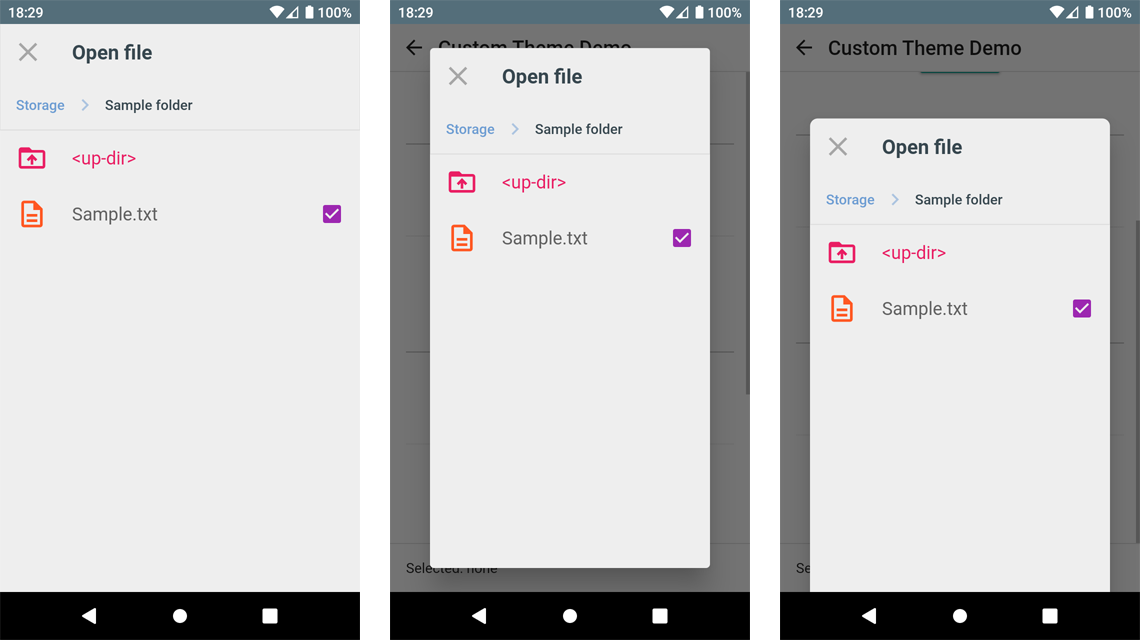 18:29 100%
Open file
Storage Sample folder
<up-dir>
Sample.txt
18:29 100%
Custom Theme Demo
Open file
Storage Sample folder
<up-dir>
Sample.txt
Selected: none
18:29 100%
Custom Theme Demo
Open file
Storage Sample folder
<up-dir>
Sample.txt
Se